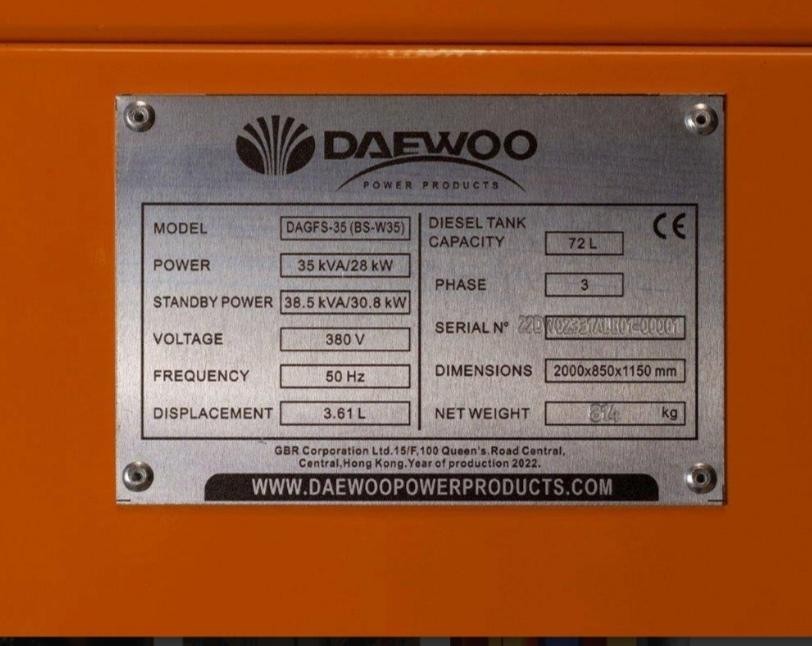 DAEWOO
POWER PRODUCTS
MODEL DAGFS-35 (BS-W35)
POWER 35 kVA/28 kW
STANDBY POWER 38.5 kVA/30.8 kW
VOLTAGE 380 V
FREQUENCY 50 Hz
DISPLACEMENT 3.61 L
DIESEL TANK
CAPACITY 72 L
CE
PHASE 3
SERIAL N°
DIMENSIONS 2000x850x1150 mm
NET WEIGHT 814 kg
GBR Corporation Ltd.15/F,100 Queen's.Road Central,
Central,Hong Kong.Year of production 2022.
WWW.DAEWOOPOWERPRODUCTS.COM